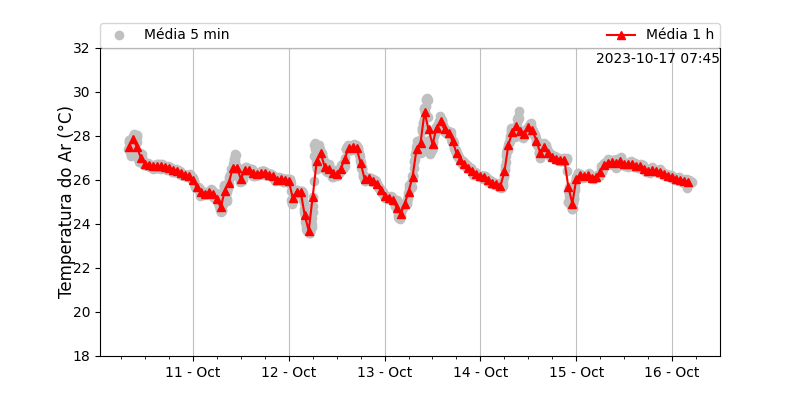 Média 5 min
Média 1 h
2023-10-17 07:45
Temperatura do Ar (°C)
32
30
28
26
24
22
20
18
11 - Oct
12 - Oct
13 - Oct
14 - Oct
15 - Oct
16 - Oct